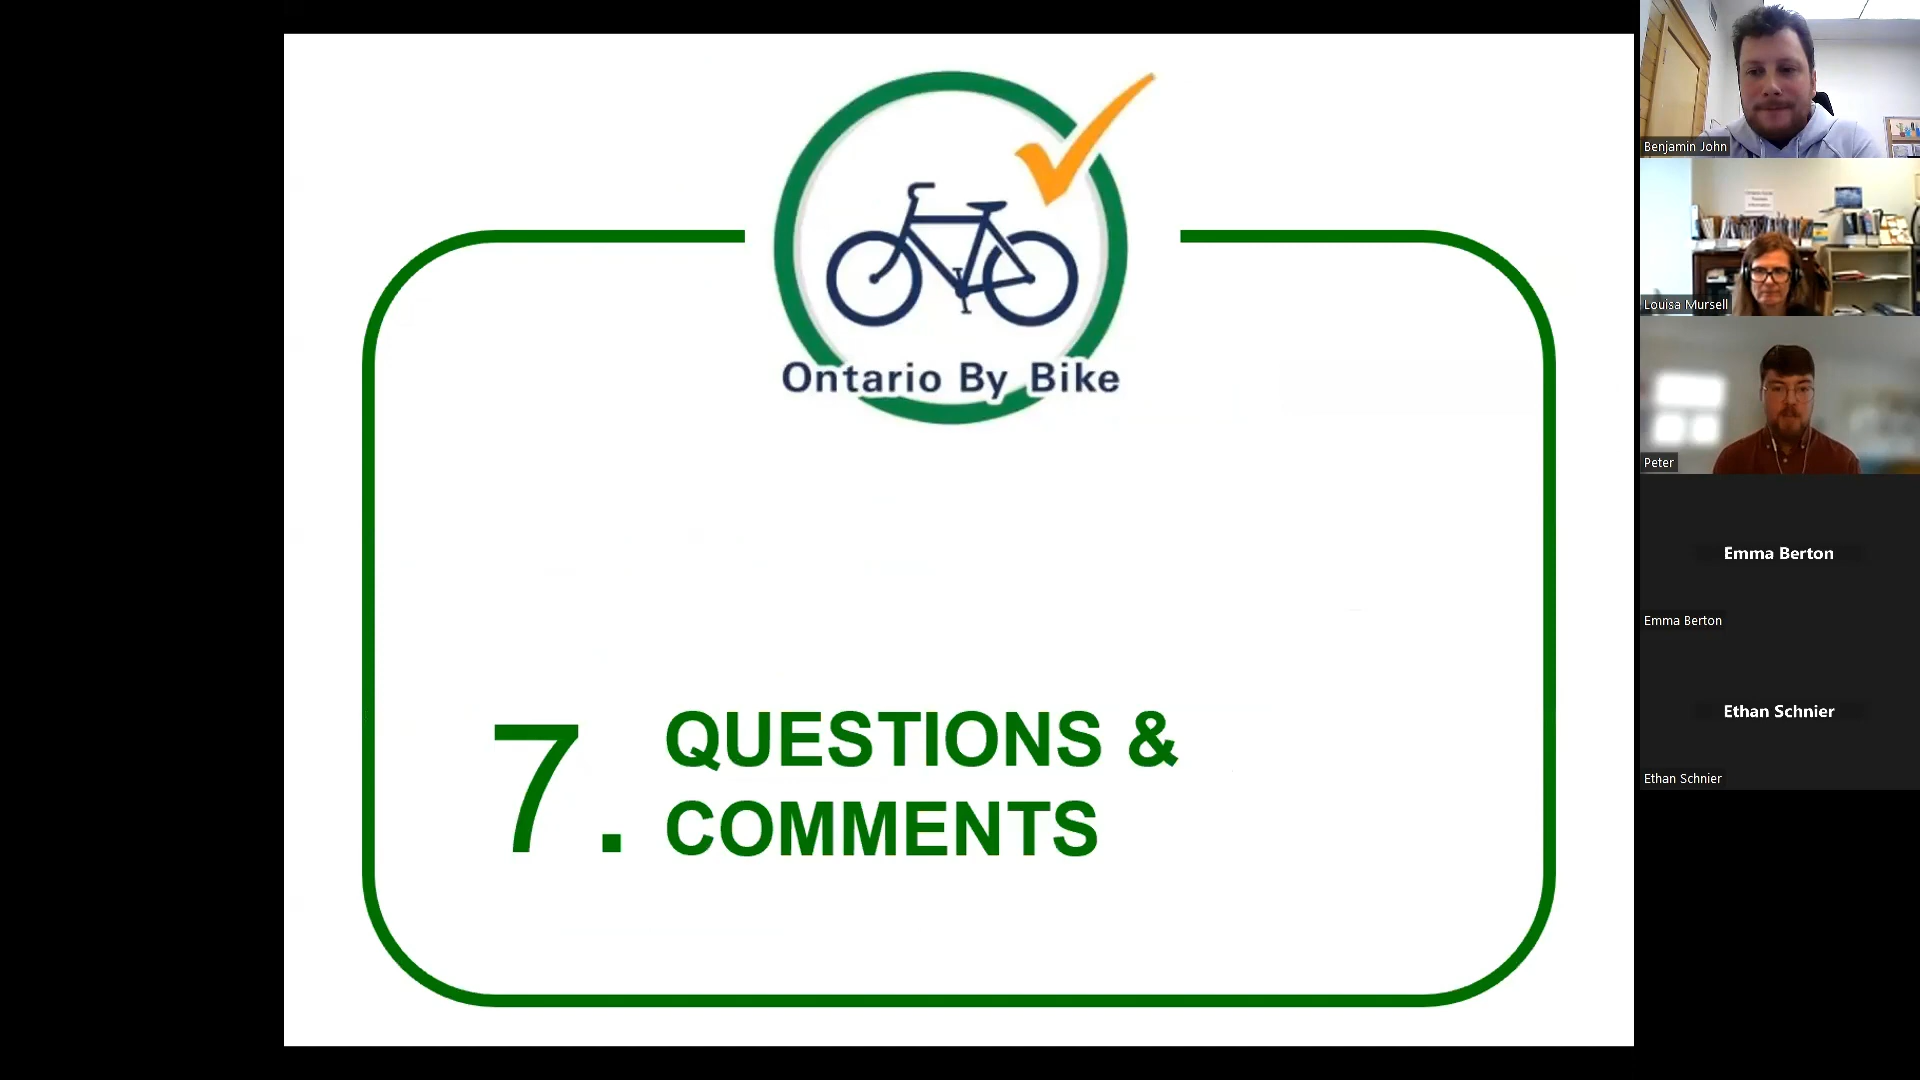 Ontario By Bike
7. QUESTIONS &
COMMENTS
Benjamin John
Louisa Mursell
Peter
Emma Berton
Emma Berton
Ethan Schnier
Ethan Schnier